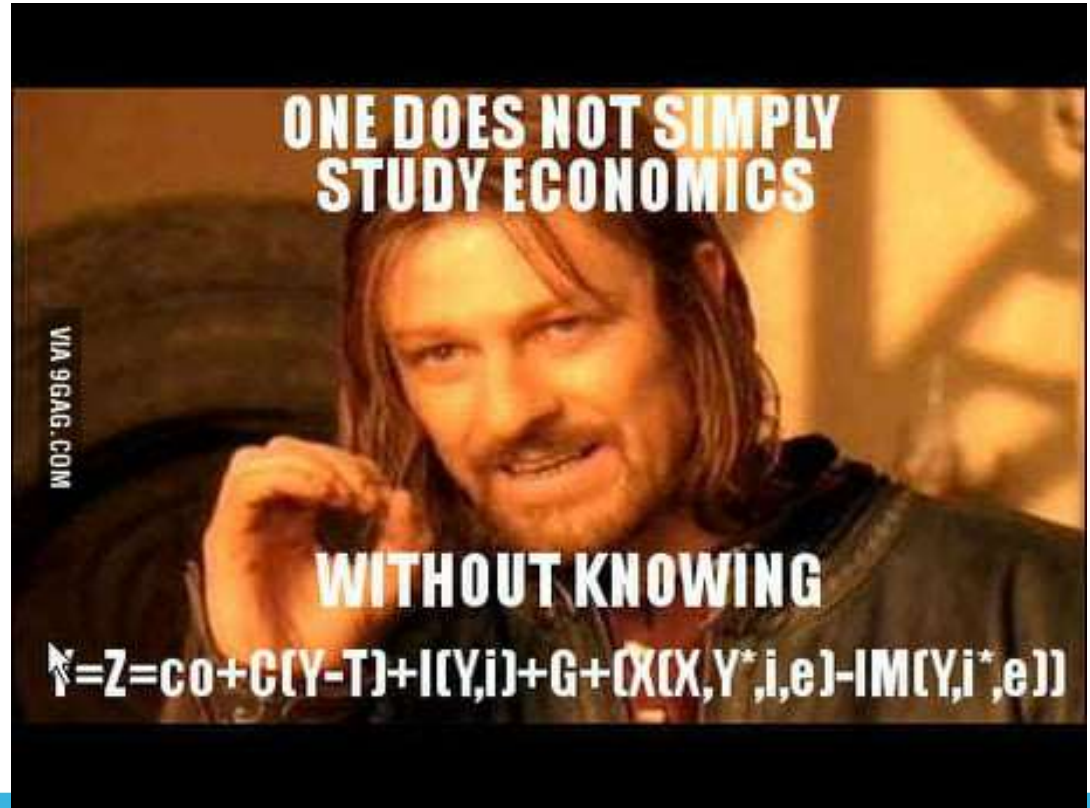 ONE DOES NOT SIMPLY
STUDY ECONOMICS
VIA 9GAG.COM
WITHOUT KNOWING
Y=Z=co+C(Y-T)+I(Y,i)+G+(X(X,Y*,i,e)-IM(Y,i*,e))